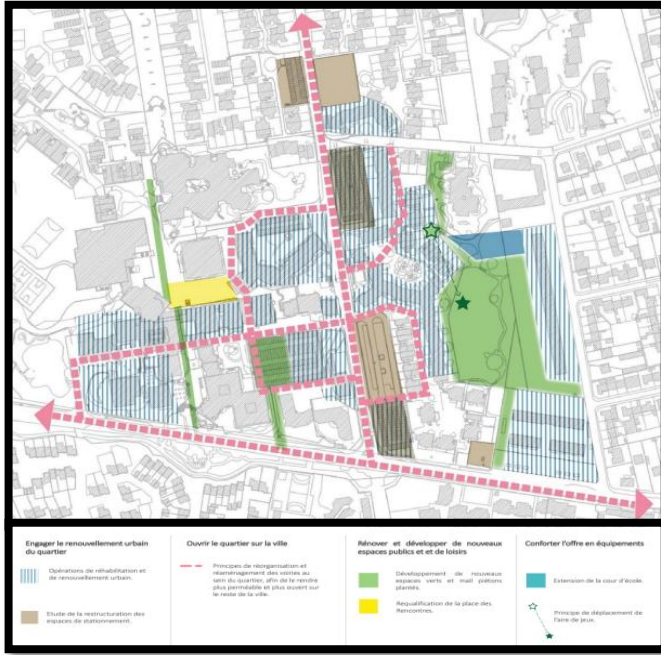 Engager le renouvellement urbain
du quartier
Opérations de réhabilitation et
de renouvellement urbain.
Etude de la restructuration des
espaces de stationnement.
Ouvrir le quartier sur la ville
Principes de réorganisation et
réaménagement des voiries au
sein du quartier, afin de le rendre
plus perméable et plus ouvert sur
le reste de la ville.
Rénover et développer de nouveaux
espaces publics et et de loisirs
Développement de nouveaux
espaces verts et mail piétons
plantés.
Requalification de la place des
Rencontres.
Conforter l'offre en équipements
Extension de la cour d'école.
Principe de déplacement de
l'aire de jeux.